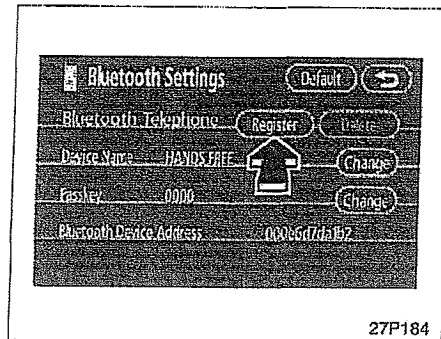 Bluetooth Settings Default
Bluetooth Telephone Register Delete
Device Name HANDS FREE Change
Passkey 0000 Change
Bluetooth Device Address
27P184